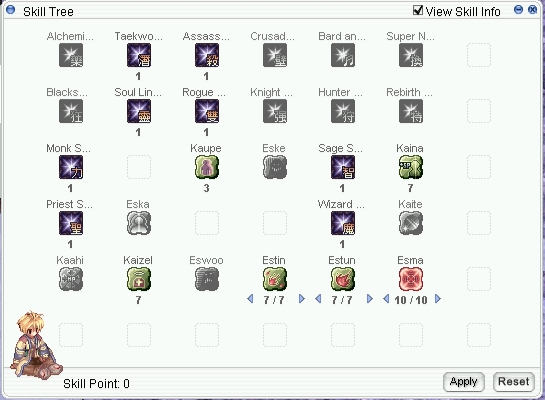 Skill Tree
View Skill Info
Alchemi... Taekwo... Assass... Crusad... Bard an... Super N...
1 1
Blacks... Soul Lin... Rogue ... Knight ... Hunter ... Rebirth ...
1 1
Monk S... Kaupe Eske Sage S... Kaina
1 3 1 7
Priest S... Eska Wizard ... Kaite
1 1
Kaahi Kaizel Eswoo Estin Estun Esma
7 7 / 7 7 / 7 10 / 10
Skill Point: 0
Apply Reset